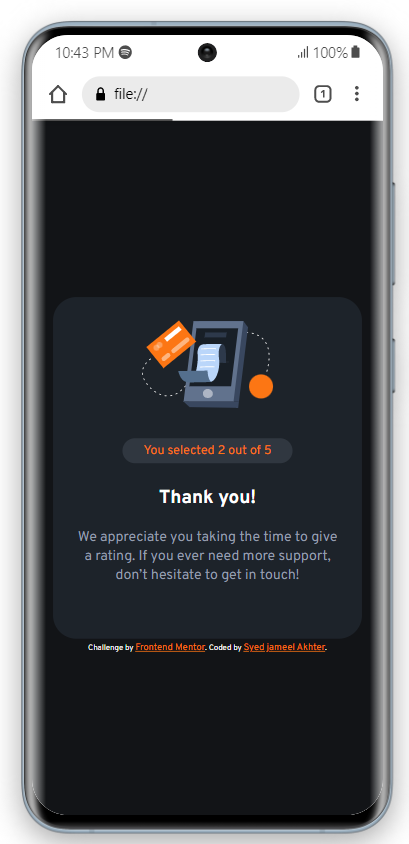 10:43 PM 100%
file:// 1
You selected 2 out of 5
Thank you!
We appreciate you taking the time to give
a rating. If you ever need more support,
don't hesitate to get in touch!
Challenge by Frontend Mentor. Coded by Syed jameel Akhter.